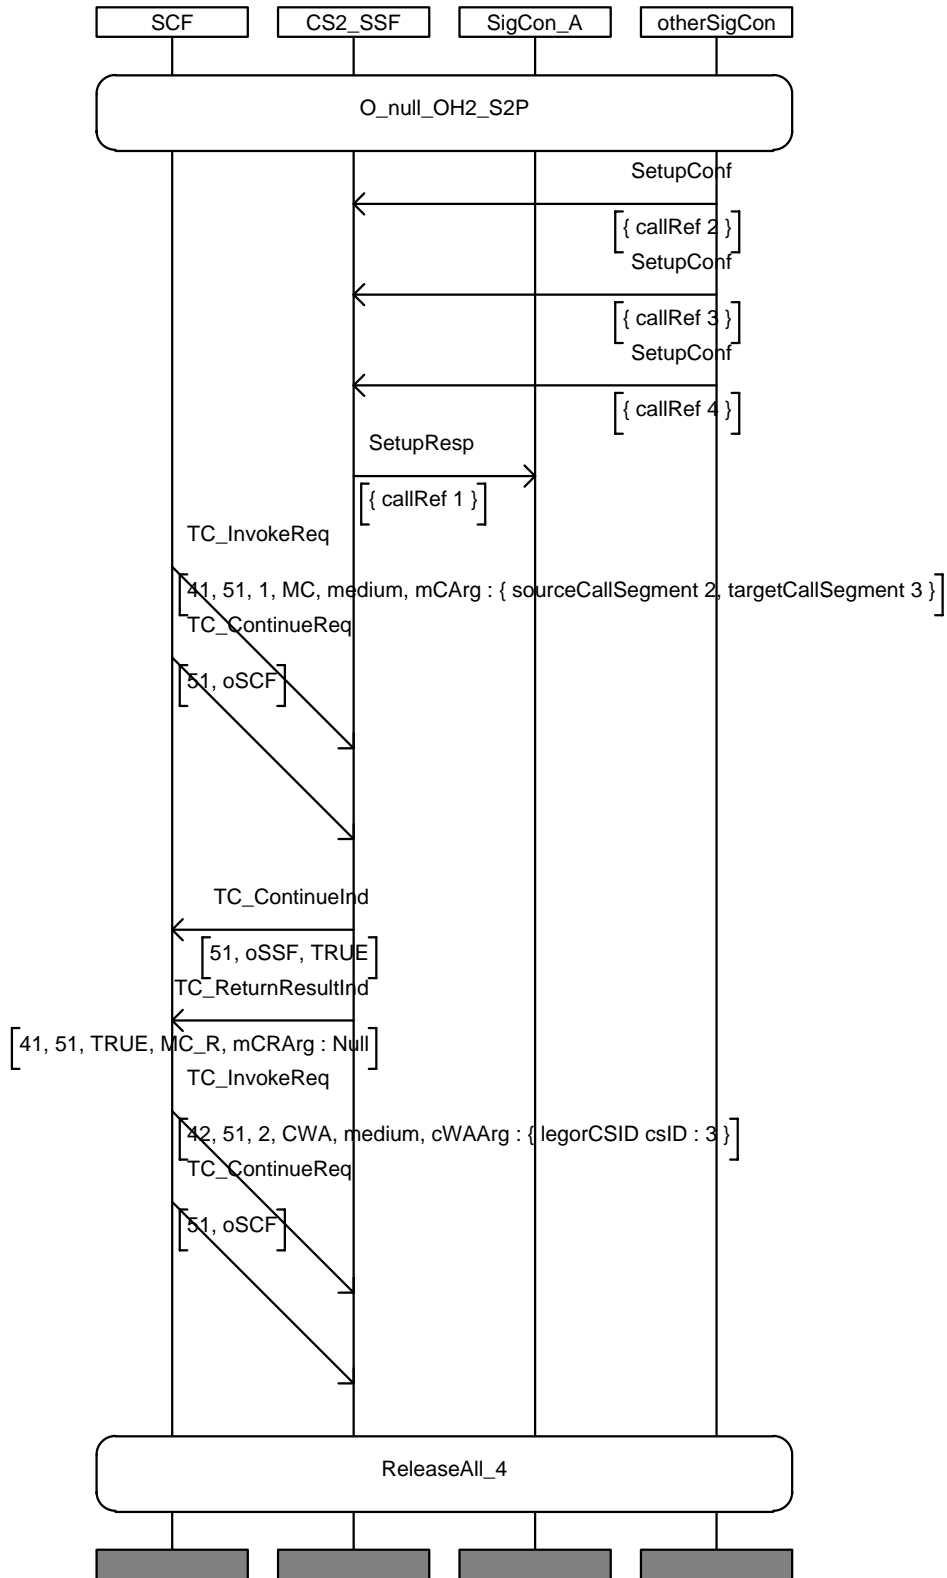 SCF CS2_SSF SigCon_A otherSigCon
O_null_OH2_S2P
SetupConf
{ callRef 2 }
SetupConf
{ callRef 3 }
SetupConf
{ callRef 4 }
SetupResp
{ callRef 1 }
TC_InvokeReq
41, 51, 1, MC, medium, mCArg : { sourceCallSegment 2, targetCallSegment 3 }
TC_ContinueReq
51, oSCF
TC_ContinueInd
51, oSSF, TRUE
TC_ReturnResultInd
41, 51, TRUE, MC_R, mCRArg : Null
TC_InvokeReq
42, 51, 2, CWA, medium, cWAArg : { legorCSID csID : 3 }
TC_ContinueReq
51, oSCF
ReleaseAll_4